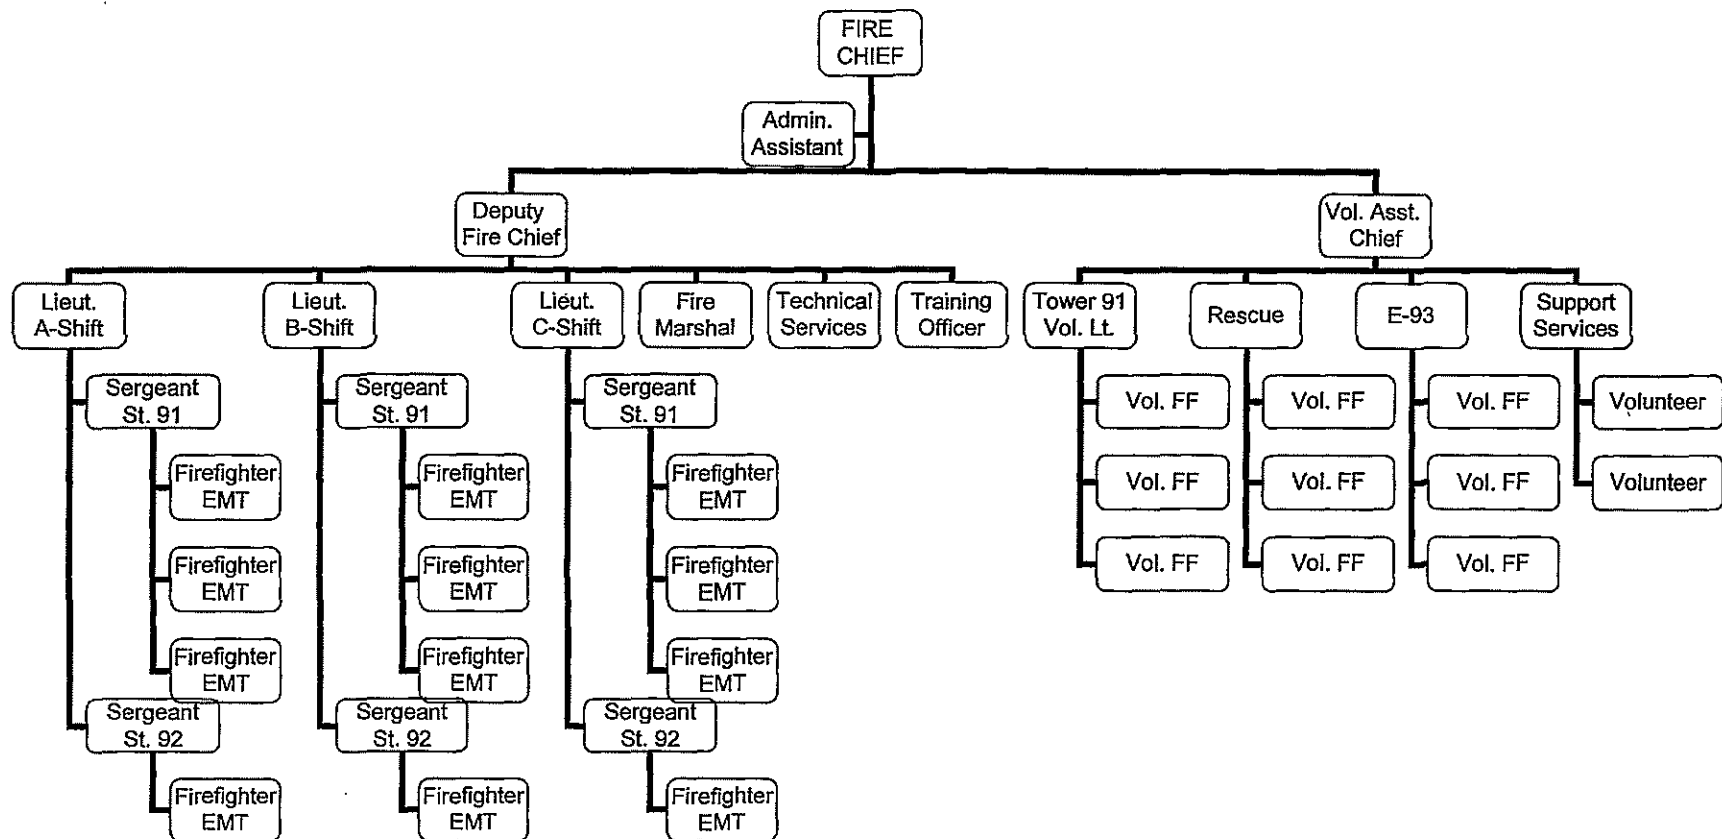 FIRE
CHIEF
Admin.
Assistant
Deputy
Fire Chief
Vol. Asst.
Chief
Lieut.
A-Shift
Lieut.
B-Shift
Lieut.
C-Shift
Fire
Marshal
Technical
Services
Training
Officer
Tower 91
Vol. Lt.
Rescue
E-93
Support
Services
Sergeant
St. 91
Sergeant
St. 91
Sergeant
St. 91
Vol. FF
Vol. FF
Vol. FF
Volunteer
Firefighter
EMT
Firefighter
EMT
Firefighter
EMT
Vol. FF
Vol. FF
Vol. FF
Volunteer
Firefighter
EMT
Firefighter
EMT
Firefighter
EMT
Vol. FF
Vol. FF
Vol. FF
Firefighter
EMT
Firefighter
EMT
Firefighter
EMT
Sergeant
St. 92
Sergeant
St. 92
Sergeant
St. 92
Firefighter
EMT
Firefighter
EMT
Firefighter
EMT